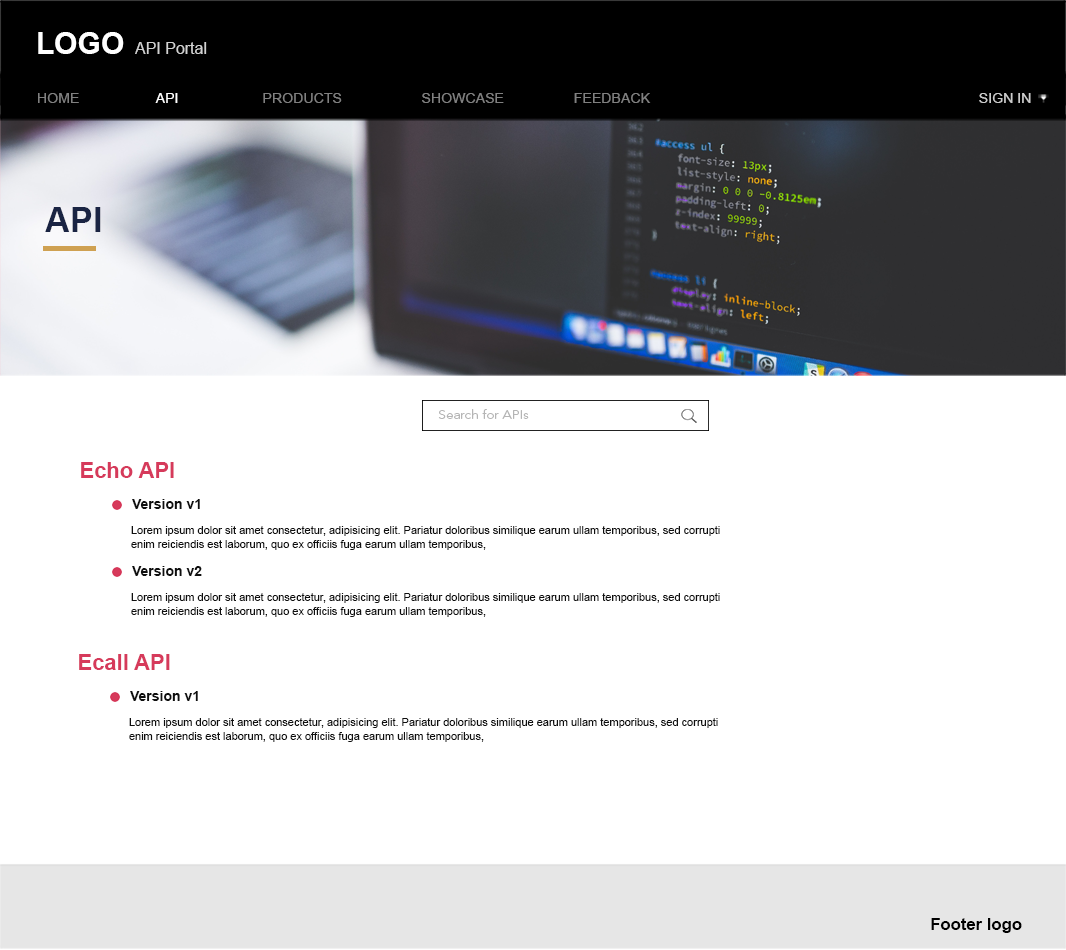 LOGO API Portal
HOME API PRODUCTS SHOWCASE FEEDBACK SIGN IN
API
362
363
364
#access ul {
font-size: 13px;
list-style: none;
margin: 0 0 0 -0.8125em;
padding-left: 0;
z-index: 99999;
text-align: right;
}
#access li {
display: inline-block;
text-align: left;
Search for APIs
Echo API
Version v1
Lorem ipsum dolor sit amet consectetur, adipisicing elit. Pariatur doloribus similique earum ullam temporibus, sed corrupti
enim reiciendis est laborum, quo ex officiis fuga earum ullam temporibus,
Version v2
Lorem ipsum dolor sit amet consectetur, adipisicing elit. Pariatur doloribus similique earum ullam temporibus, sed corrupti
enim reiciendis est laborum, quo ex officiis fuga earum ullam temporibus,
Ecall API
Version v1
Lorem ipsum dolor sit amet consectetur, adipisicing elit. Pariatur doloribus similique earum ullam temporibus, sed corrupti
enim reiciendis est laborum, quo ex officiis fuga earum ullam temporibus,
Footer logo